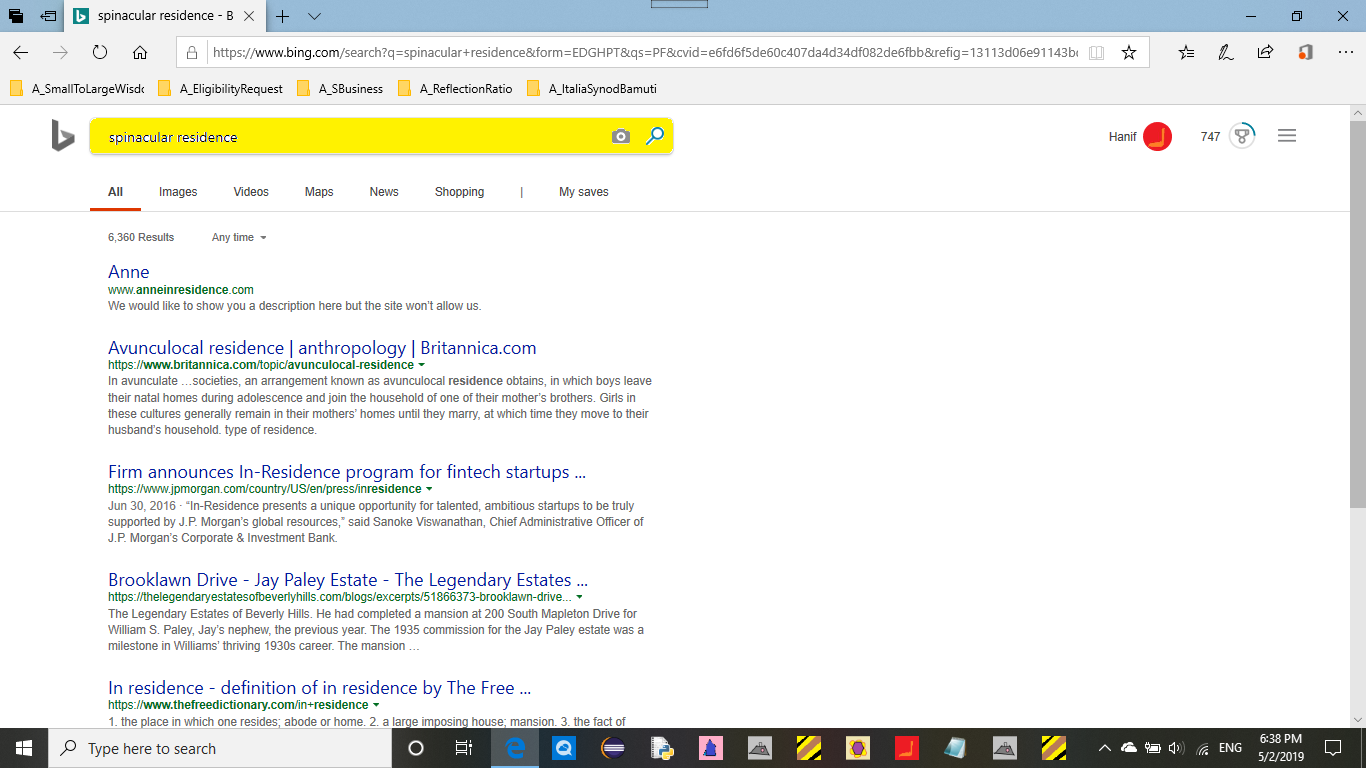 spinacular residence - B
https://www.bing.com/search?q=spinacular+residence&form=EDGHPT&qs=PF&cvid=e6fd6f5de60c407da4d34df082de6fbb&refig=13113d06e91143b
A_SmallToLargeWisdo A_EligibilityRequest A_SBusiness A_ReflectionRatio A_ItaliaSynodBamuti
spinacular residence
Hanif 747
All Images Videos Maps News Shopping | My saves
6,360 Results Any time
Anne
www.anneinresidence.com
We would like to show you a description here but the site won't allow us.
Avunculocal residence | anthropology | Britannica.com
https://www.britannica.com/topic/avunculocal-residence
In avunculate …societies, an arrangement known as avunculocal residence obtains, in which boys leave
their natal homes during adolescence and join the household of one of their mother's brothers. Girls in
these cultures generally remain in their mothers' homes until they marry, at which time they move to their
husband's household. type of residence.
Firm announces In-Residence program for fintech startups ...
https://www.jpmorgan.com/country/US/en/press/inresidence
Jun 30, 2016 · “In-Residence presents a unique opportunity for talented, ambitious startups to be truly
supported by J.P. Morgan's global resources,” said Sanoke Viswanathan, Chief Administrative Officer of
J.P. Morgan's Corporate & Investment Bank.
Brooklawn Drive - Jay Paley Estate - The Legendary Estates ...
https://thelegendaryestatesofbeverlyhills.com/blogs/excerpts/51866373-brooklawn-drive...
The Legendary Estates of Beverly Hills. He had completed a mansion at 200 South Mapleton Drive for
William S. Paley, Jay's nephew, the previous year. The 1935 commission for the Jay Paley estate was a
milestone in Williams' thriving 1930s career. The mansion …
In residence - definition of in residence by The Free ...
https://www.thefreedictionary.com/in+residence
1. the place in which one resides; abode or home. 2. a large imposing house; mansion. 3. the fact of
Type here to search
ENG
6:38 PM
5/2/2019